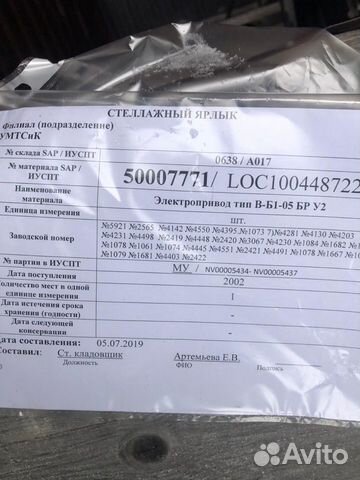 СТЕЛЛАЖНЫЙ ЯРЛЫК
филиал (подразделение)
УМТСиК
№ склада SAP / ИУСПТ 0638 / А017
№ материала SAP / ИУСПТ 50007771/ LOC100448722
Наименование материала Электропривод тип В-Б1-05 БР У2
Единица измерения шт.
Заводской номер №5921 №2565 №4142 №4550 №4395 №1073 7)№4281 №4130 №4203
№4231 №4498 №2419 №4448 №2420 №3067 №4230 №1084 №1682
№1078 №1061 №1074 №4445 №4551 №2421 №4491 №1078 №1667
№1079 №1681 №4403 №2422
№ партии в ИУСПТ МУ / NV00005434- NV00005437
Дата поступления 2002
Количество мест в одной единице измерения 1
Дата истечения срока хранения (годности) -
Дата следующей консервации -
составления: 05.07.2019
Составил: Ст. кладовщик Артемьева Е.В.
Должность ФИО Подпись
Avito